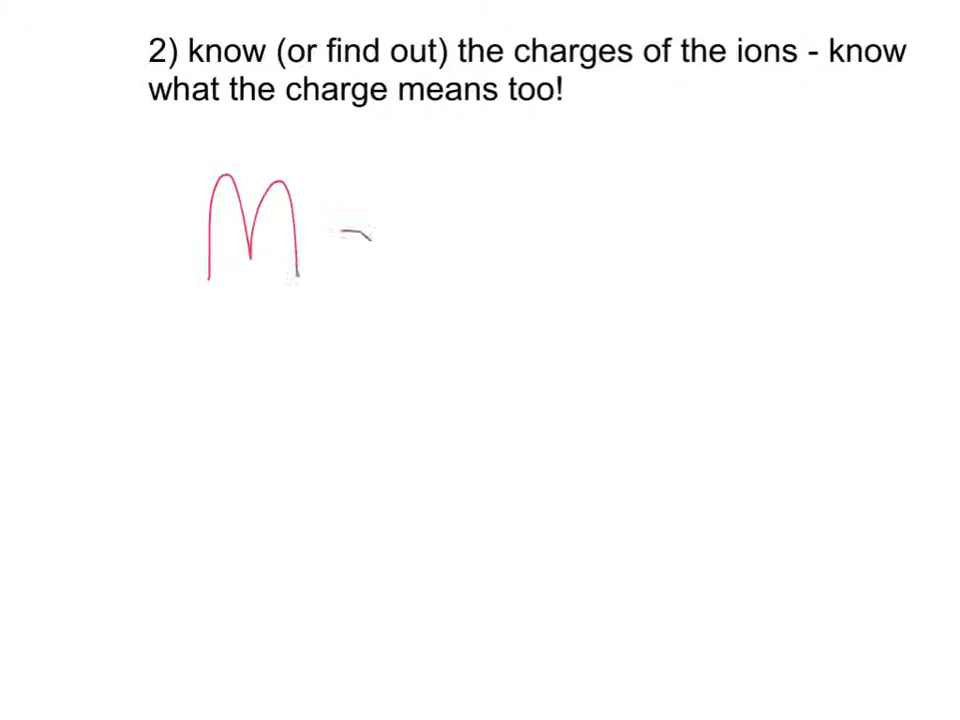 2) know (or find out) the charges of the ions - know
what the charge means too!
M